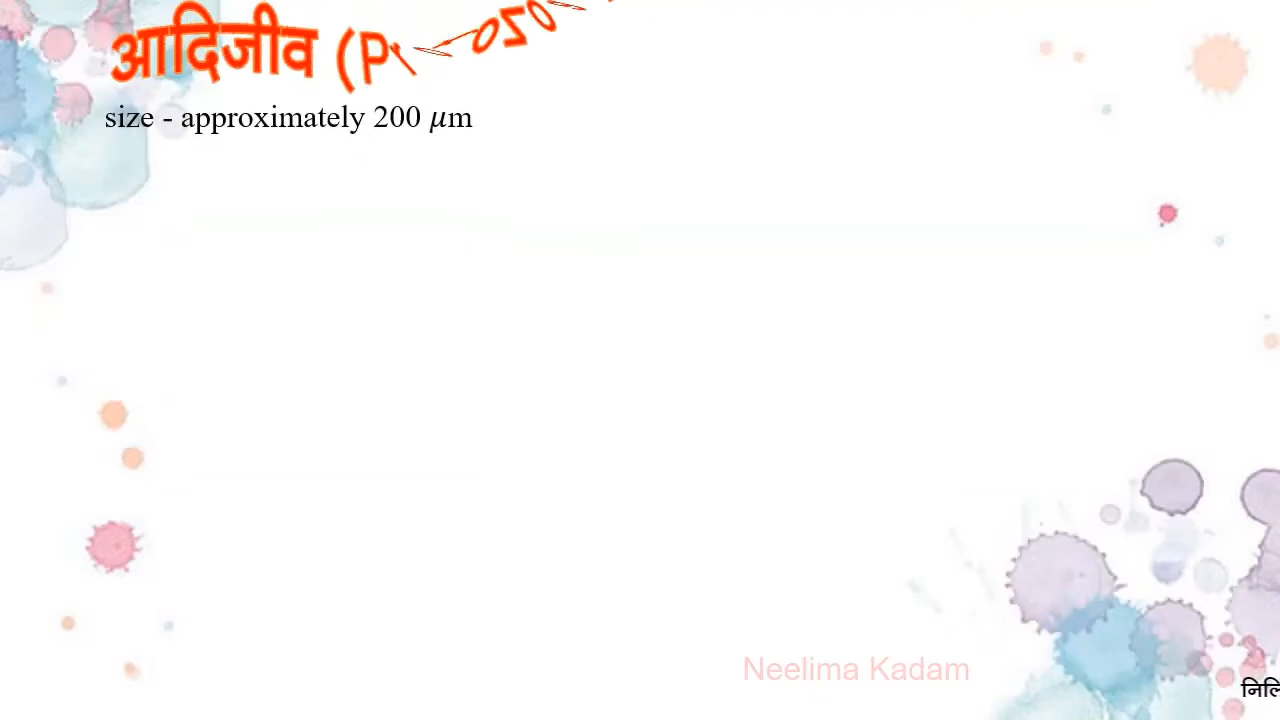 आदिजीव (P
size - approximately 200 𝜇m
Neelima Kadam